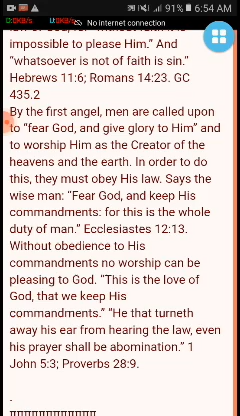 0:0KB/s U:0KB/s 91% 6:54 AM
No internet connection
impossible to please Him.” And
“whatsoever is not of faith is sin.”
Hebrews 11:6; Romans 14:23. GC
435.2
By the first angel, men are called upon
to “fear God, and give glory to Him” and
to worship Him as the Creator of the
heavens and the earth. In order to do
this, they must obey His law. Says the
wise man: “Fear God, and keep His
commandments: for this is the whole
duty of man.” Ecclesiastes 12:13.
Without obedience to His
commandments no worship can be
pleasing to God. “This is the love of
God, that we keep His
commandments.” “He that turneth
away his ear from hearing the law, even
his prayer shall be abomination.” 1
John 5:3; Proverbs 28:9.
.